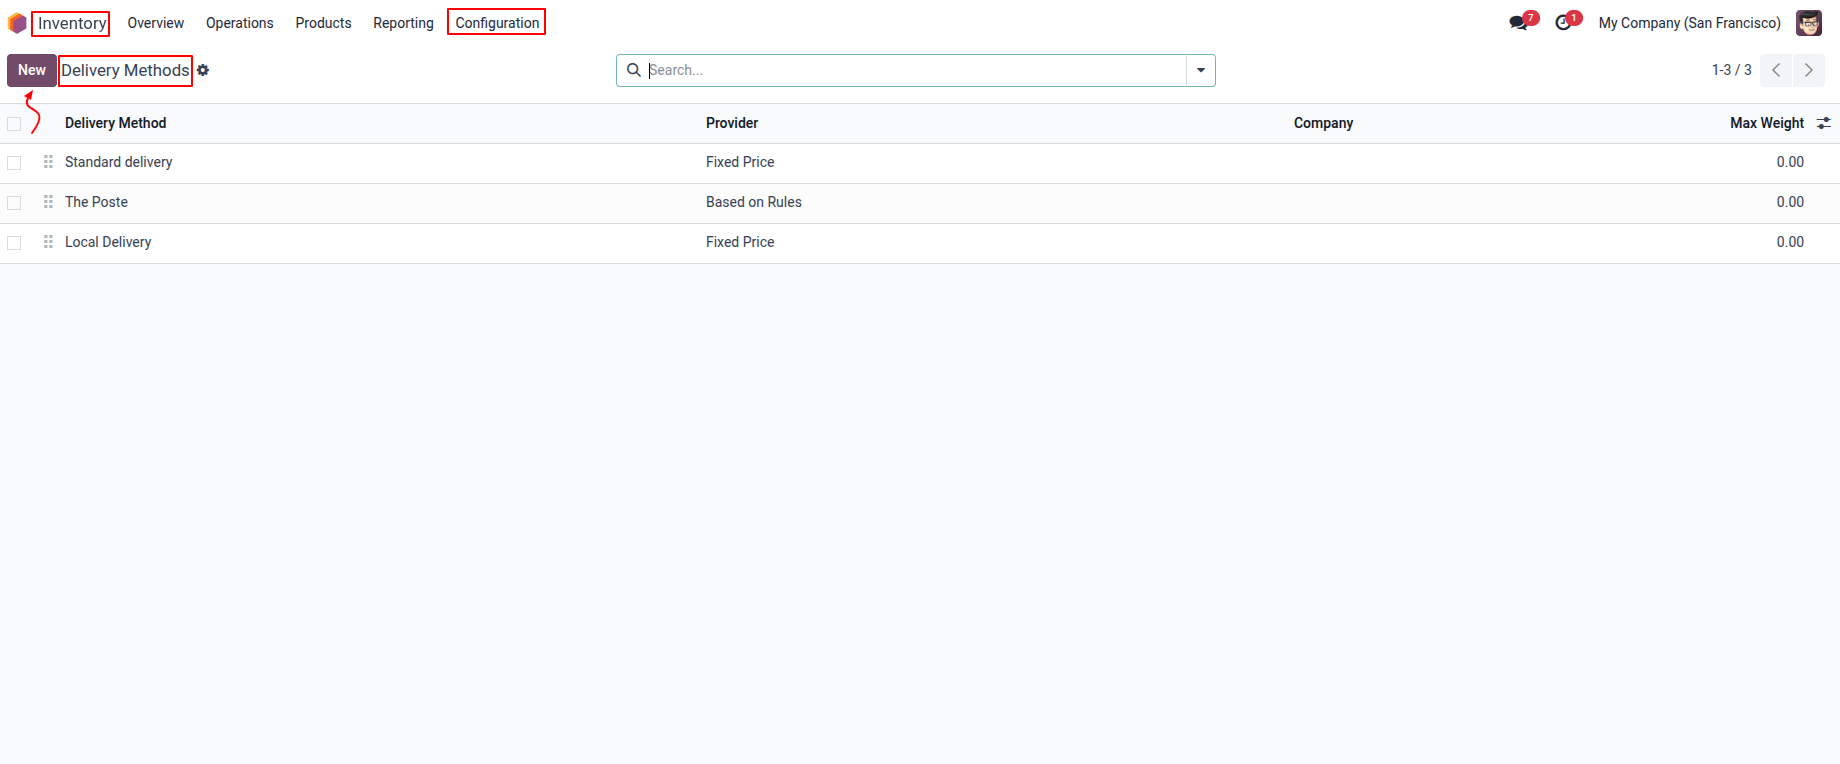 Inventory Overview Operations Products Reporting Configuration 7 1 My Company (San Francisco)
New Delivery Methods Search... 1-3 / 3
Delivery Method Provider Company Max Weight
Standard delivery Fixed Price 0.00
The Poste Based on Rules 0.00
Local Delivery Fixed Price 0.00